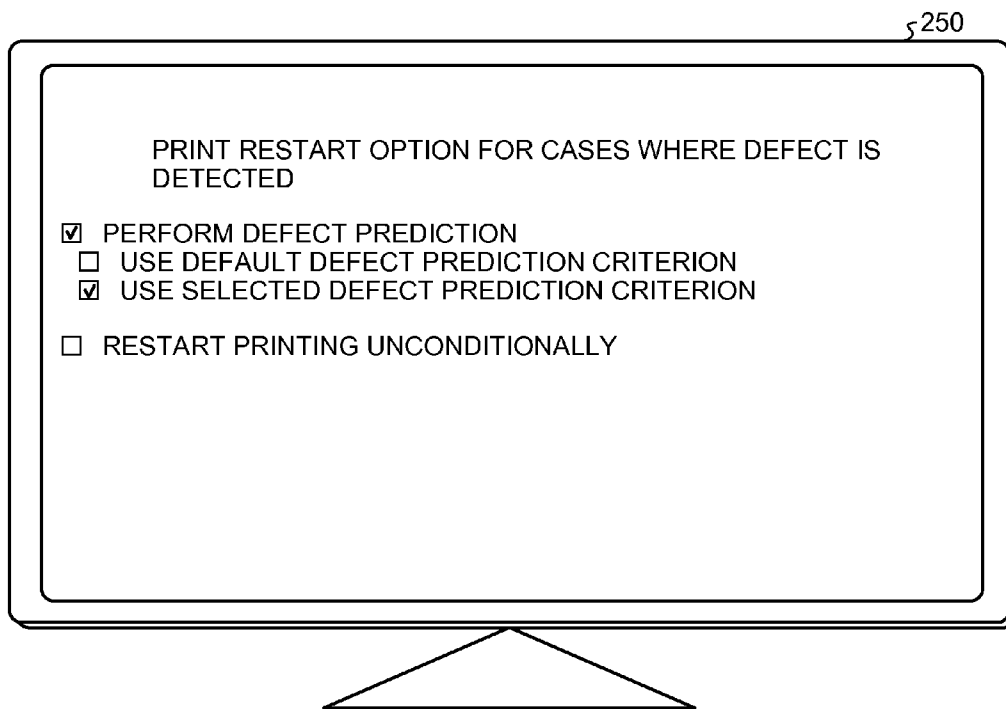 250
PRINT RESTART OPTION FOR CASES WHERE DEFECT IS
DETECTED
PERFORM DEFECT PREDICTION
USE DEFAULT DEFECT PREDICTION CRITERION
USE SELECTED DEFECT PREDICTION CRITERION
RESTART PRINTING UNCONDITIONALLY